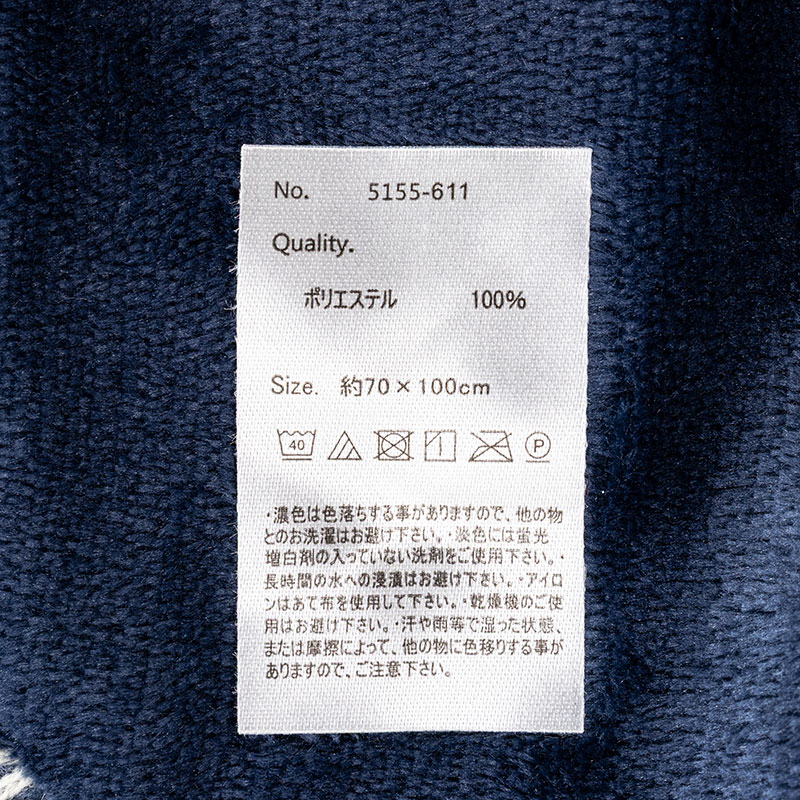 No. 5155-611
Quality.
ポリエステル 100%
Size. 約70×100cm
40 P
・濃色は色落ちする事がありますので、他の物
とのお洗濯はお避け下さい。・淡色には蛍光
増白剤の入っていない洗剤をご使用下さい。・
長時間の水への浸漬はお避け下さい。・アイロ
ンはあて布を使用して下さい。・乾燥機のご使
用はお避け下さい。・汗や雨等で湿った状態、
または摩擦によって、他の物に色移りする事が
ありますので、ご注意下さい。